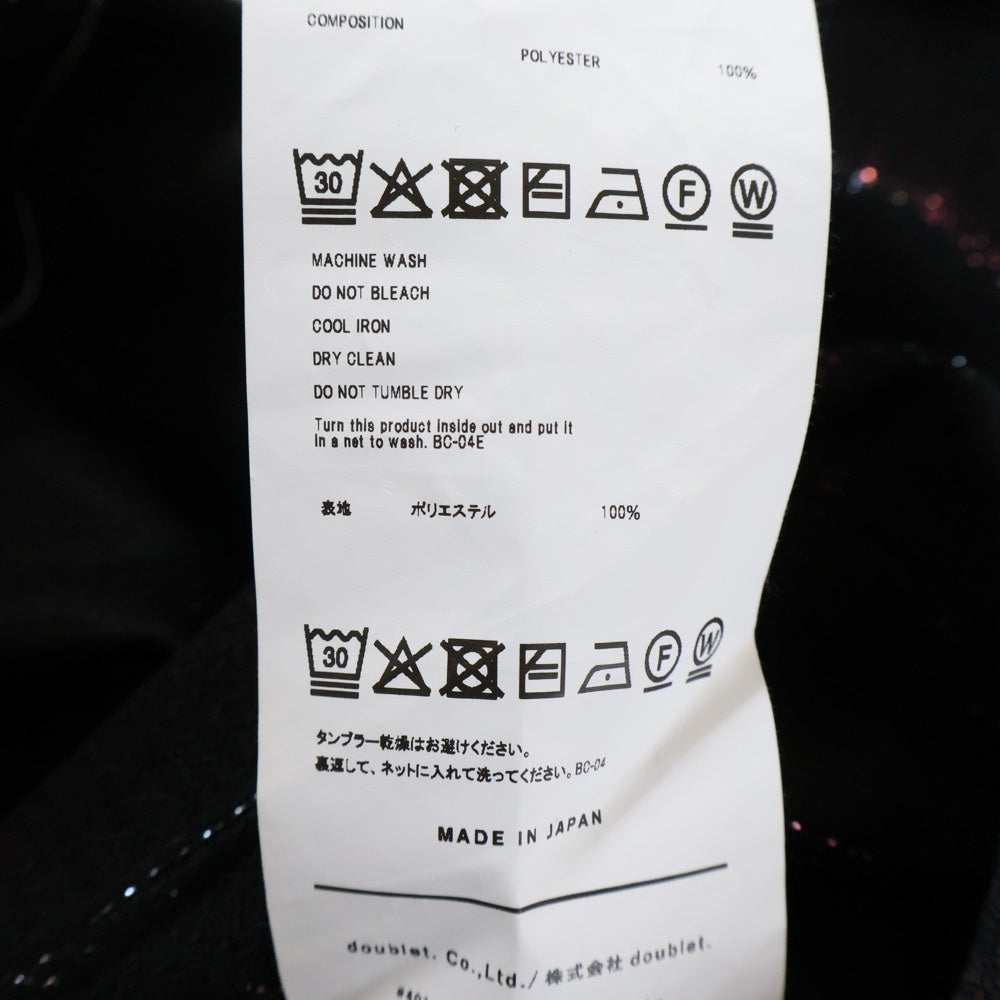 COMPOSITION
POLYESTER 100%
30 F W
MACHINE WASH
DO NOT BLEACH
COOL IRON
DRY CLEAN
DO NOT TUMBLE DRY
Turn this product inside out and put it
in a net to wash. BC-04E
表地 ポリエステル 100%
30 F W
タンブラー乾燥はお避けください。
裏返して、ネットに入れて洗ってください。BC-04
MADE IN JAPAN
doublet. Co.,Ltd./ 株式会社 doublet.